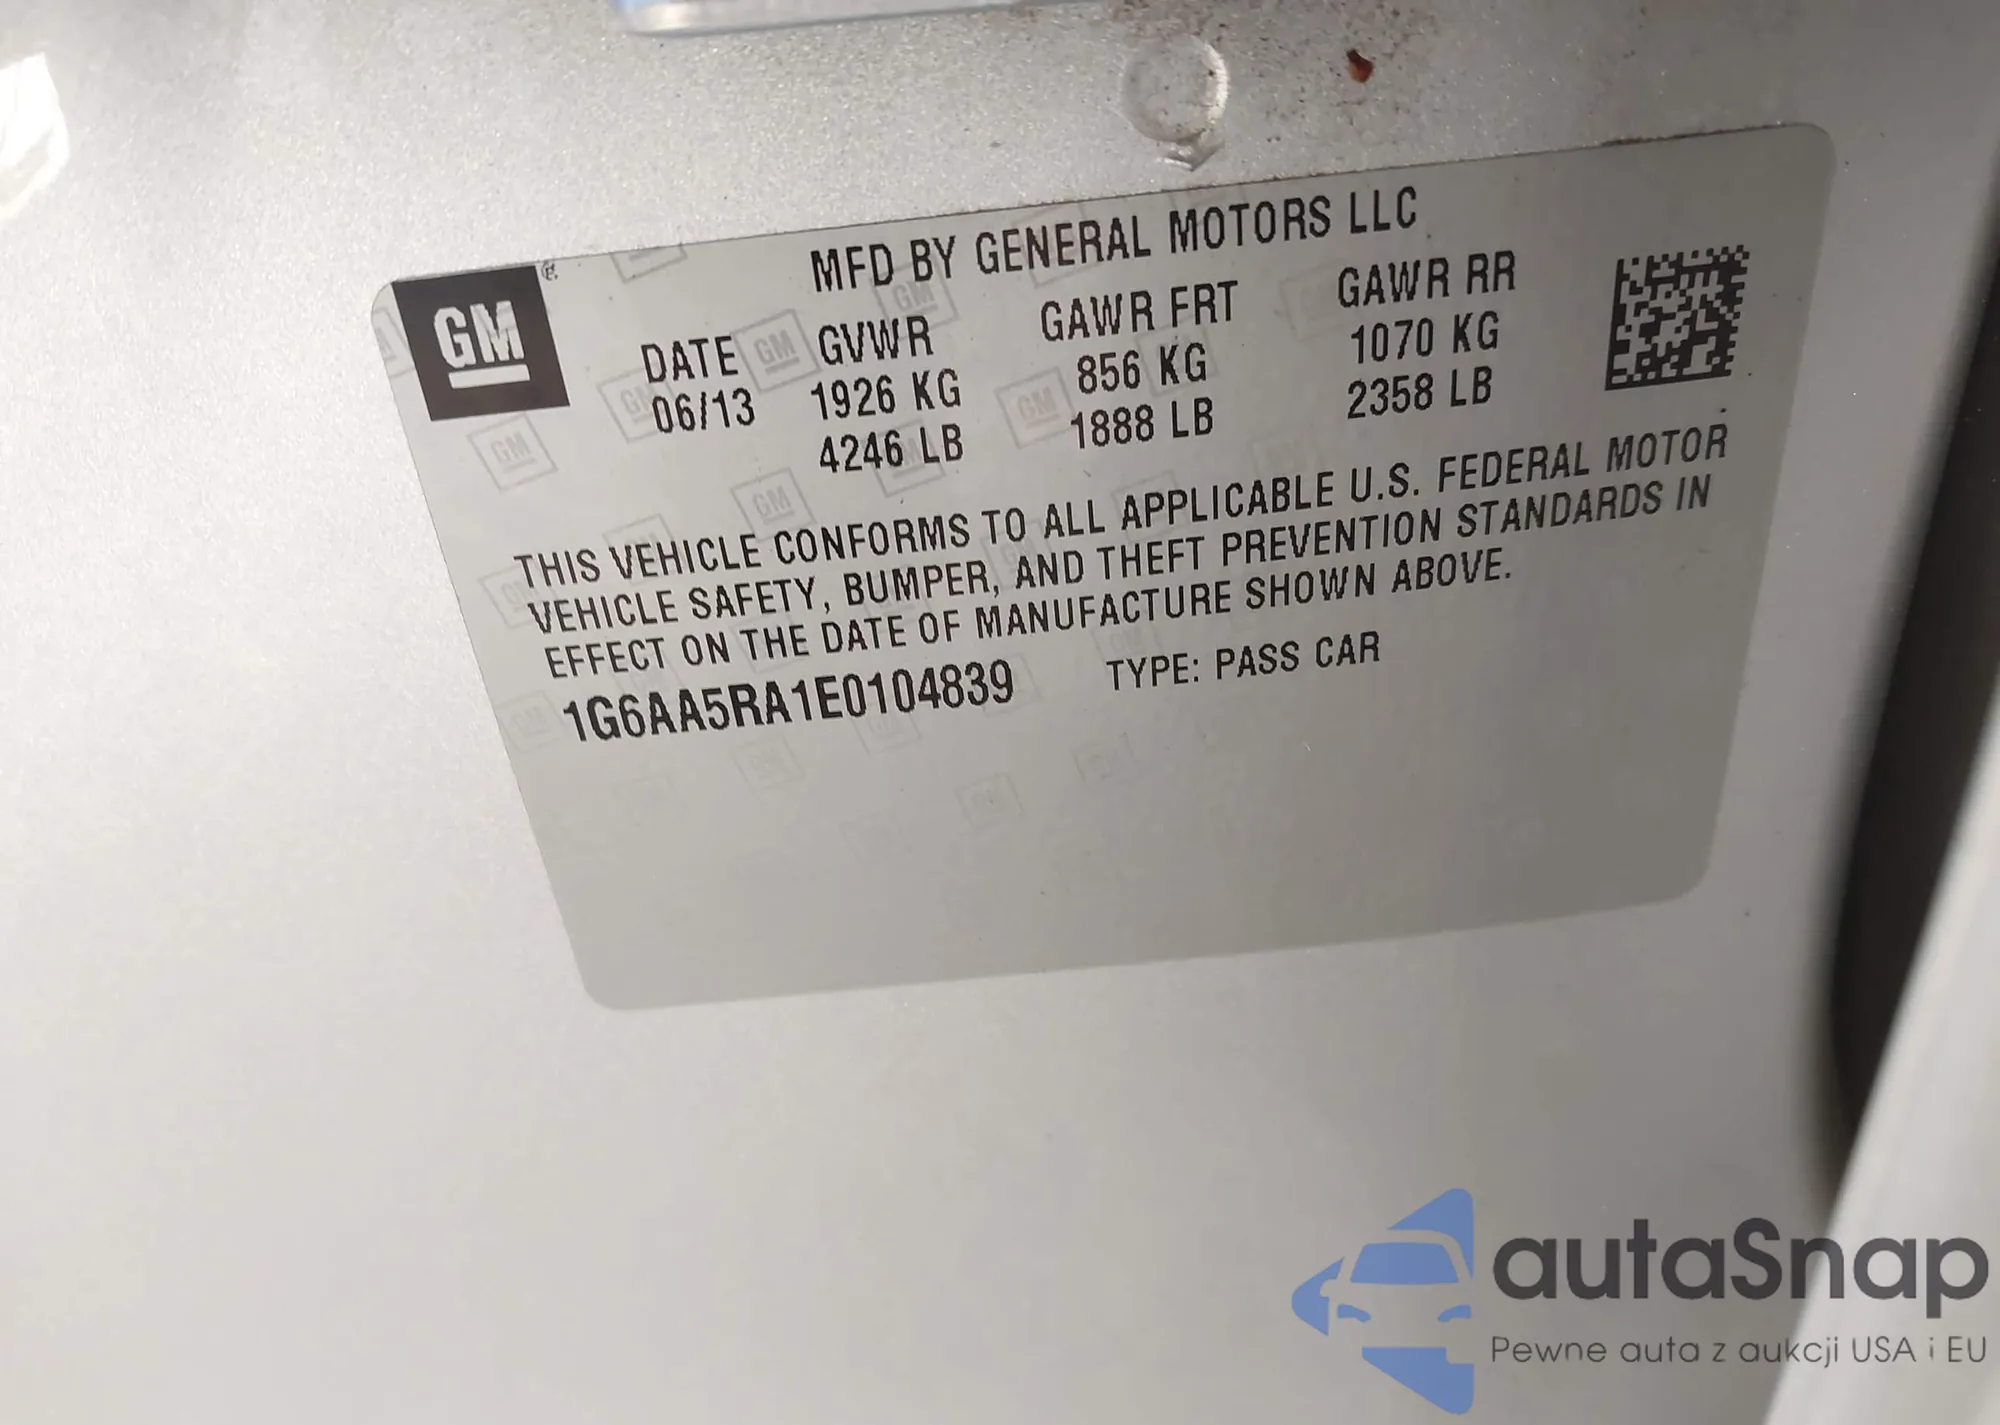 MFD BY GENERAL MOTORS LLC
GM
DATE GVWR GAWR FRT GAWR RR
06/13 1926 KG 856 KG 1070 KG
4246 LB 1888 LB 2358 LB
THIS VEHICLE CONFORMS TO ALL APPLICABLE U.S. FEDERAL MOTOR
VEHICLE SAFETY, BUMPER, AND THEFT PREVENTION STANDARDS IN
EFFECT ON THE DATE OF MANUFACTURE SHOWN ABOVE.
1G6AA5RA1E0104839 TYPE: PASS CAR
autaSnap
Pewne auta z aukcji USA i EU